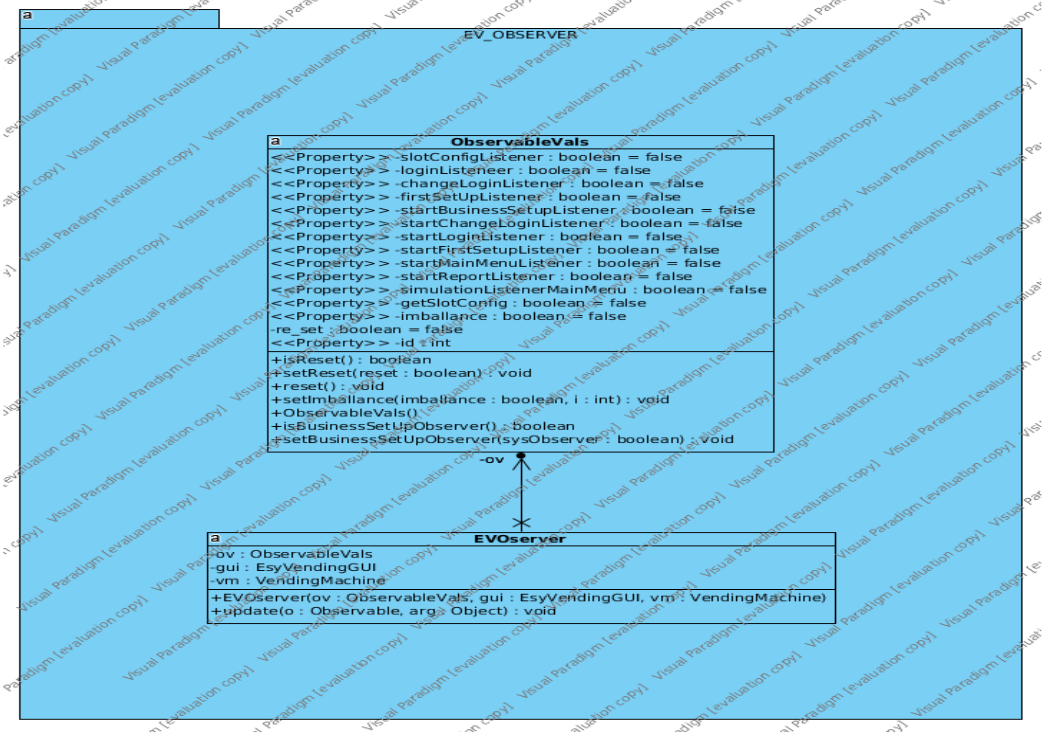 a
EV_OBSERVER
a
ObservableVals
<<Property>> -slotConfigListener : boolean = false
<<Property>> -loginListeneer : boolean = false
<<Property>> -changeLoginListener : boolean = false
<<Property>> -firstSetUpListener : boolean = false
<<Property>> -startBusinessSetupListener : boolean = false
<<Property>> -startChangeLoginListener : boolean = false
<<Property>> -startLoginListener : boolean = false
<<Property>> -startFirstSetupListener : boolean = false
<<Property>> -startMainMenuListener : boolean = false
<<Property>> -startReportListener : boolean = false
<<Property>> -simulationListenerMainMenu : boolean = false
<<Property>> -getSlotConfig : boolean = false
<<Property>> -imballance : boolean = false
-re_set : boolean = false
<<Property>> -id : int
+isReset() : boolean
+setReset(reset : boolean) : void
+reset() : void
+setImballance(imballance : boolean, i : int) : void
+ObservableVals()
+isBusinessSetUpObserver() : boolean
+setBusinessSetUpObserver(sysObserver : boolean) : void
-ov
a
EVOserver
-ov : ObservableVals
-gui : EsyVendingGUI
-vm : VendingMachine
+EVOserver(ov : ObservableVals, gui : EsyVendingGUI, vm : VendingMachine)
+update(o : Observable, arg : Object) : void
Visual Paradigm [evaluation copy]